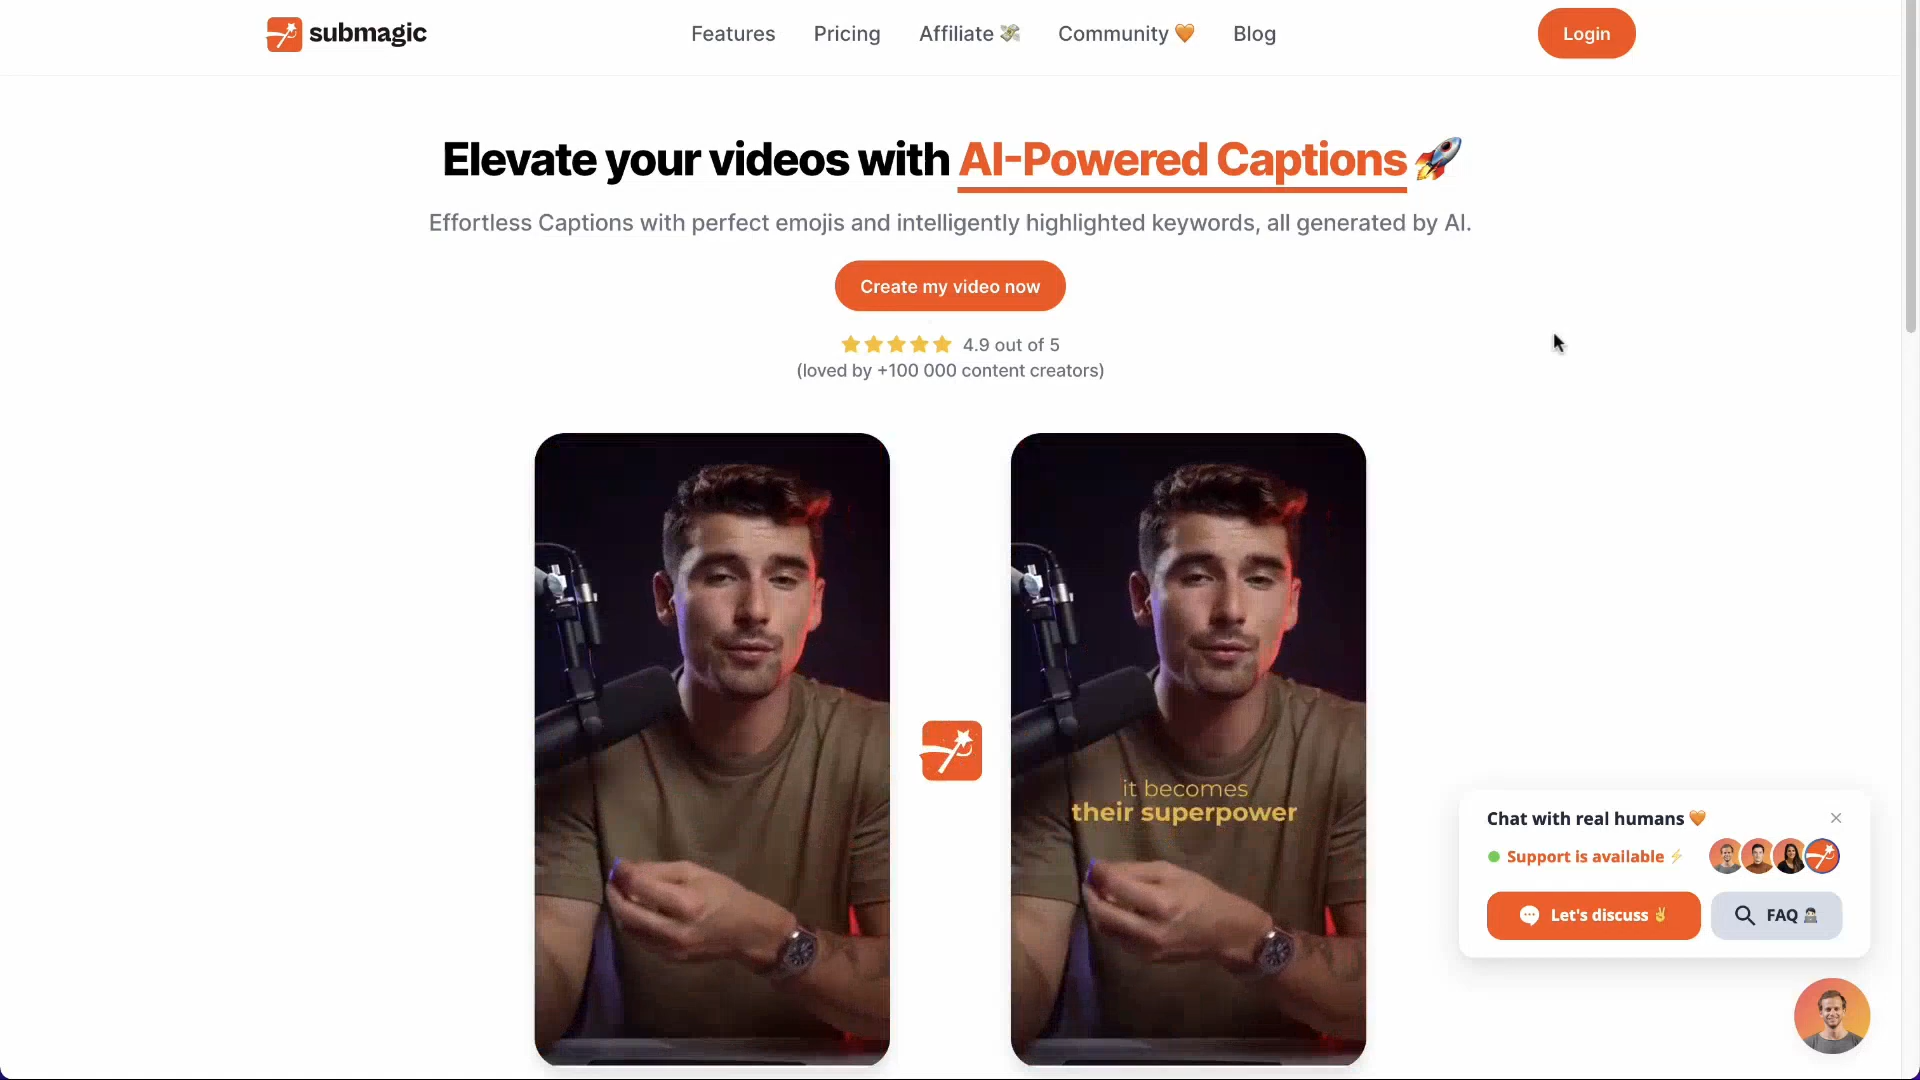 submagic
Features
Pricing
Affiliate 💸
Community 🧡
Blog
Login
Elevate your videos with AI-Powered Captions 🚀
Effortless Captions with perfect emojis and intelligently highlighted keywords, all generated by AI.
Create my video now
4.9 out of 5
(loved by +100 000 content creators)
it becomes
their superpower
Chat with real humans 🧡
Support is available ⚡
Let's discuss ✌
FAQ